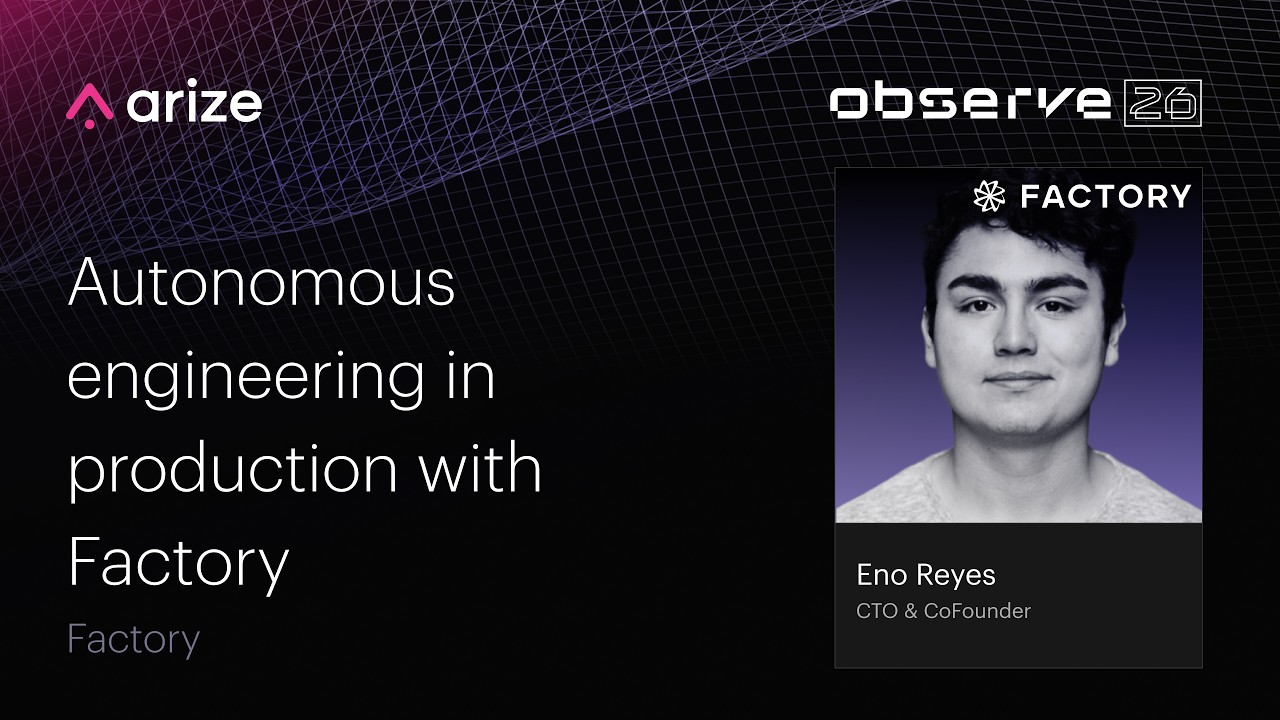 arize
observe 26
FACTORY
Autonomous
engineering in
production with
Factory
Factory
Eno Reyes
CTO & CoFounder